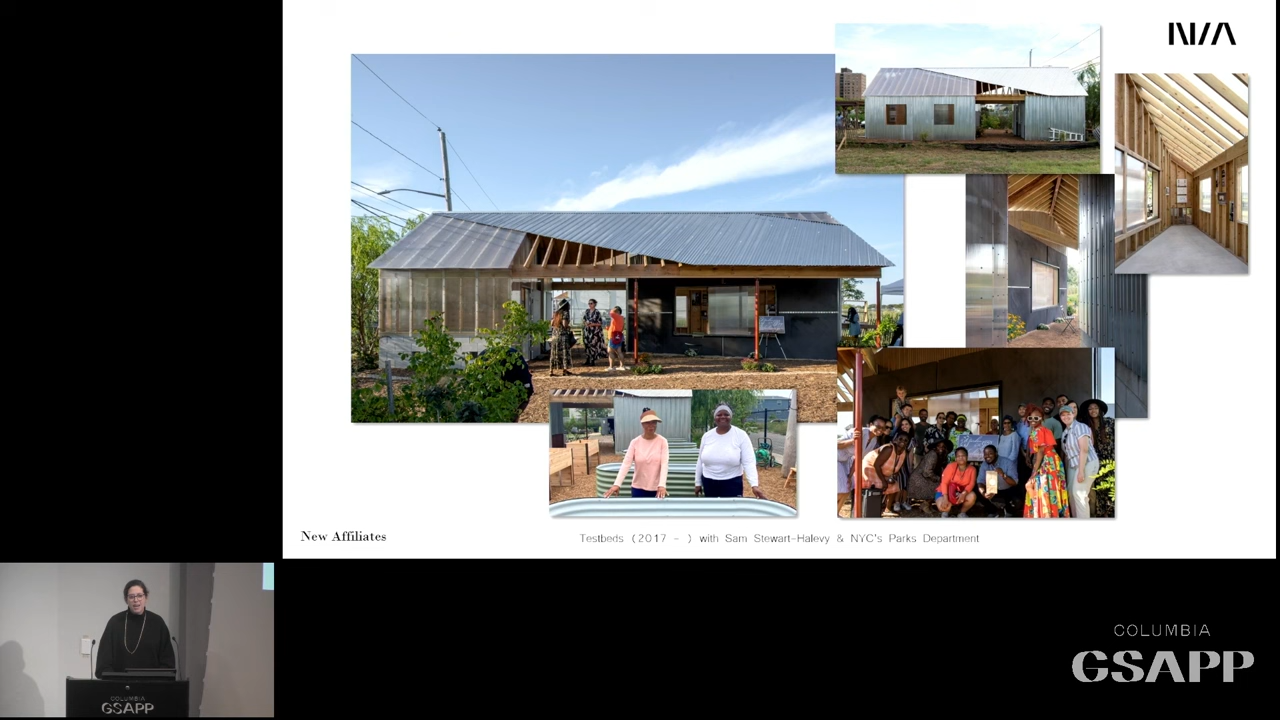 N/A
New Affiliates
Testbeds (2017 - ) with Sam Stewart-Halevy & NYC's Parks Department
COLUMBIA
GSAPP
COLUMBIA
GSAPP